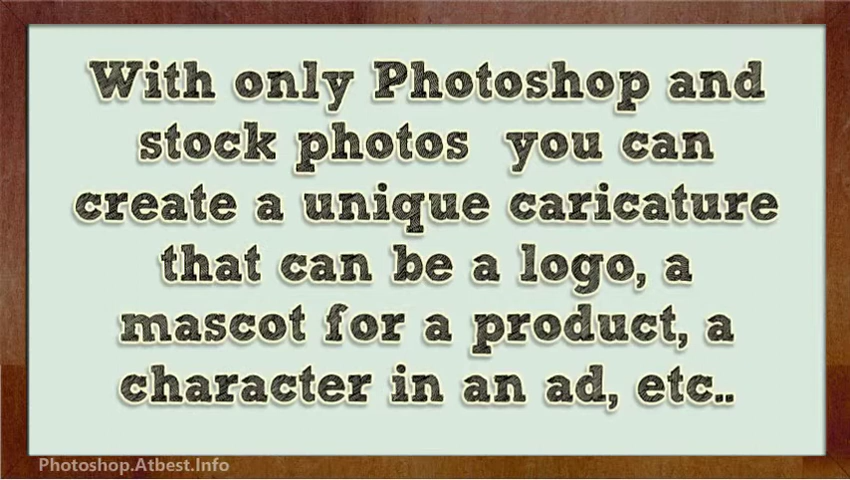 With only Photoshop and
stock photos  you can
create a unique caricature
that can be a logo, a
mascot for a product, a
character in an ad, etc..
Photoshop.Atbest.Info